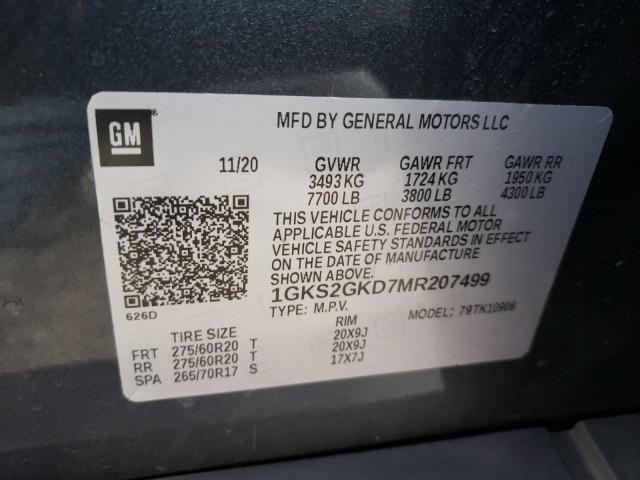 GM
MFD BY GENERAL MOTORS LLC
11/20 GVWR GAWR FRT GAWR RR
3493 KG 1724 KG 1950 KG
7700 LB 3800 LB 4300 LB
THIS VEHICLE CONFORMS TO ALL
APPLICABLE U.S. FEDERAL MOTOR
VEHICLE SAFETY STANDARDS IN EFFECT
ON THE DATE OF MANUFACTURE
SHOWN ABOVE.
1GKS2GKD7MR207499
626D TYPE: M.P.V. MODEL: 79TK10906
TIRE SIZE RIM
FRT 275/60R20 T 20X9J
RR 275/60R20 T 20X9J
SPA 265/70R17 S 17X7J